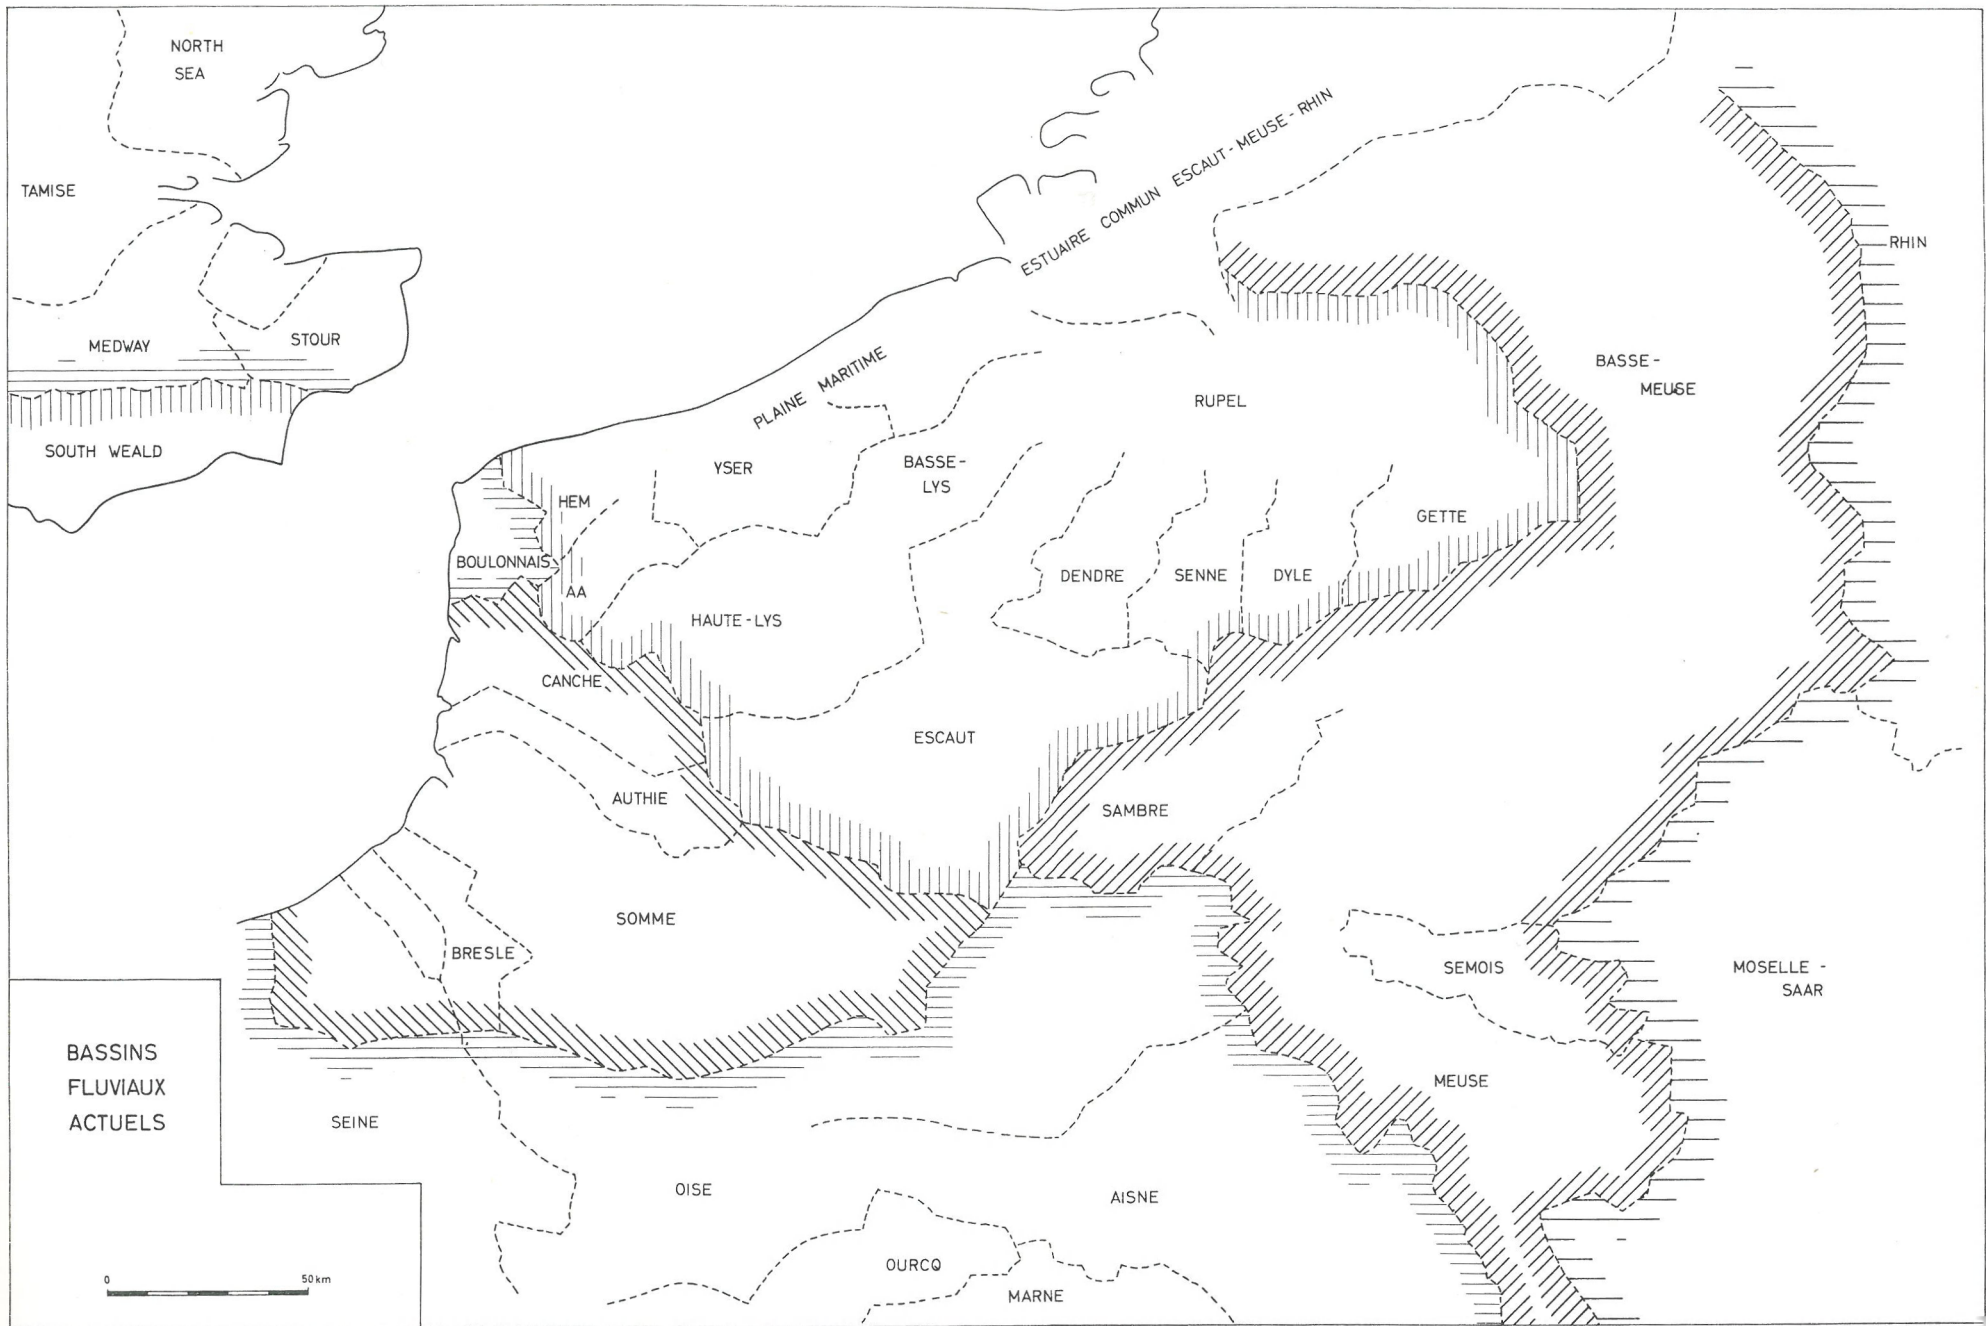 NORTH
SEA
TAMISE
MEDWAY
STOUR
SOUTH WEALD
ESTUAIRE COMMUN ESCAUT-MEUSE-RHIN
RHIN
PLAINE MARITIME
BASSE-
MEUSE
RUPEL
YSER
BASSE-
LYS
HEM
GETTE
BOULONNAIS
AA
DENDRE
SENNE
DYLE
HAUTE-LYS
CANCHE
ESCAUT
AUTHIE
SAMBRE
SOMME
BRESLE
SEMOIS
MOSELLE-
SAAR
BASSINS
FLUVIAUX
ACTUELS
MEUSE
SEINE
OISE
AISNE
OURCQ
MARNE
0 50 km